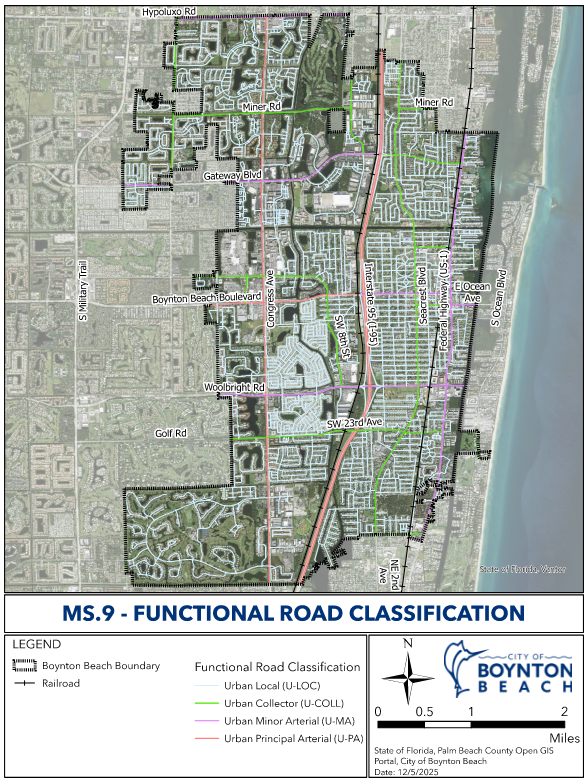 Hypoluxo Rd
Miner Rd
Miner Rd
Gateway Blvd
S Military Trail
Congress Ave
Interstate 95 (I-95)
Seacrest Blvd
Federal Highway (US-1)
E Ocean
Ave
S Ocean Blvd
Boynton Beach Boulevard
SW 8th St
Woolbright Rd
SW 23rd Ave
Golf Rd
NE 2nd
Ave
State of Florida, Vantor
MS.9 - FUNCTIONAL ROAD CLASSIFICATION
LEGEND
Boynton Beach Boundary
Railroad
Functional Road Classification
Urban Local (U-LOC)
Urban Collector (U-COLL)
Urban Minor Arterial (U-MA)
Urban Principal Arterial (U-PA)
N
CITY OF
BOYNTON
BEACH
0 0.5 1 2
Miles
State of Florida, Palm Beach County Open GIS
Portal, City of Boynton Beach
Date: 12/5/2025